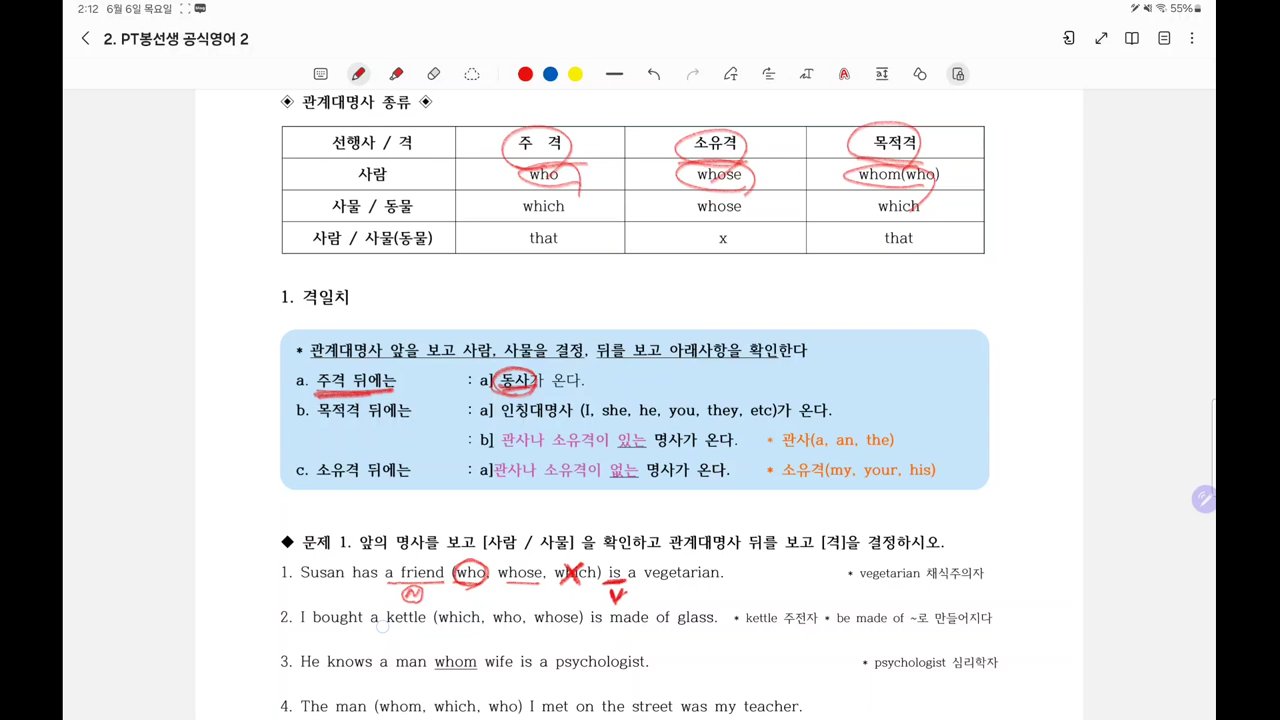 2:12 6월 6일 목요일 blog 55%
2. PT봉선생 공식영어 2
◈ 관계대명사 종류 ◈
선행사 / 격 주 격 소유격 목적격
사람 who whose whom(who)
사물 / 동물 which whose which
사람 / 사물(동물) that x that
1. 격일치
* 관계대명사 앞을 보고 사람, 사물을 결정, 뒤를 보고 아래사항을 확인한다
a. 주격 뒤에는 : a] 동사가 온다.
b. 목적격 뒤에는 : a] 인칭대명사 (I, she, he, you, they, etc)가 온다.
: b] 관사나 소유격이 있는 명사가 온다. * 관사(a, an, the)
c. 소유격 뒤에는 : a]관사나 소유격이 없는 명사가 온다. * 소유격(my, your, his)
◆ 문제 1. 앞의 명사를 보고 [사람 / 사물] 을 확인하고 관계대명사 뒤를 보고 [격]을 결정하시오.
1. Susan has a friend (who, whose, which) is a vegetarian. * vegetarian 채식주의자
N V
2. I bought a kettle (which, who, whose) is made of glass. * kettle 주전자 * be made of ~로 만들어지다
3. He knows a man whom wife is a psychologist. * psychologist 심리학자
4. The man (whom, which, who) I met on the street was my teacher.